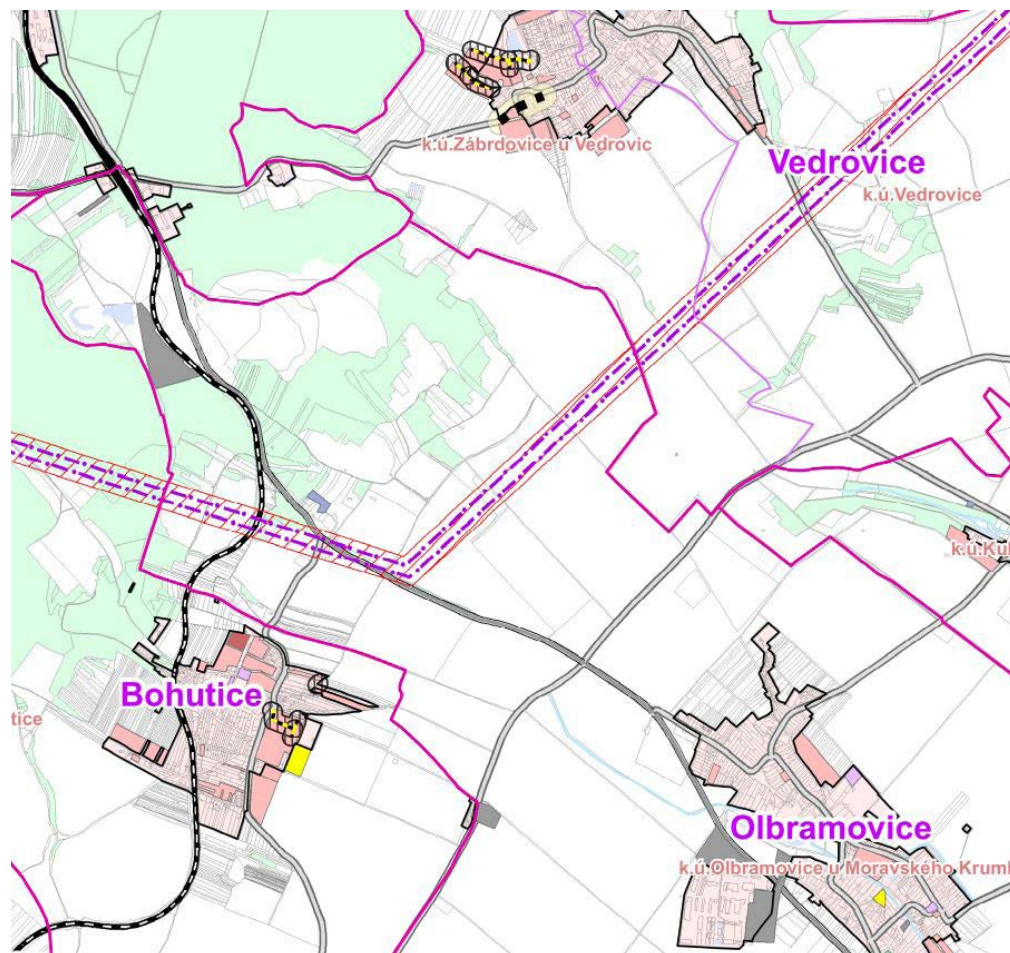 k.ú.Zábrdovice u Vedrovic
Vedrovice
k.ú.Vedrovice
k.ú.Kul
Bohutice
tice
Olbramovice
k.ú.Olbramovice u Moravského Kruml